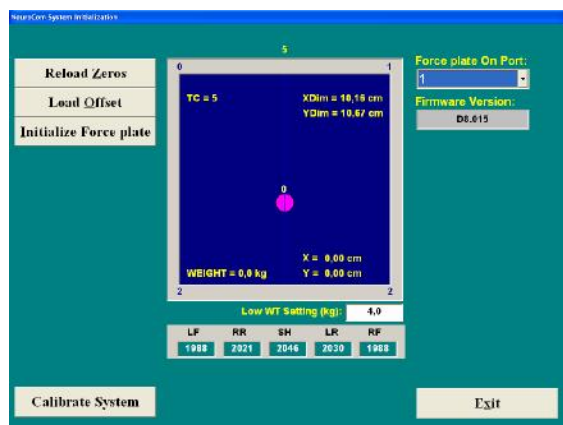 NeuroCom System Initialization
5
Reload Zeros
Load Offset
Initialize Force plate
0
1
TC = 5
XDim = 10,16 cm
YDim = 10,67 cm
0
X = 0,00 cm
WEIGHT = 0,0 kg
Y = 0,00 cm
2
2
Force plate On Port:
1
Firmware Version:
D8.015
Low WT Setting (kg): 4,0
LF RR SH LR RF
1988 2021 2046 2030 1988
Calibrate System
Exit